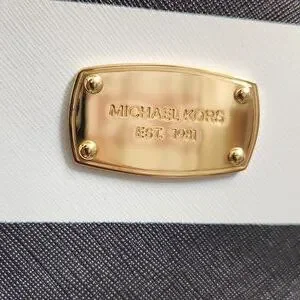 MICHAEL KORS
EST. 1981